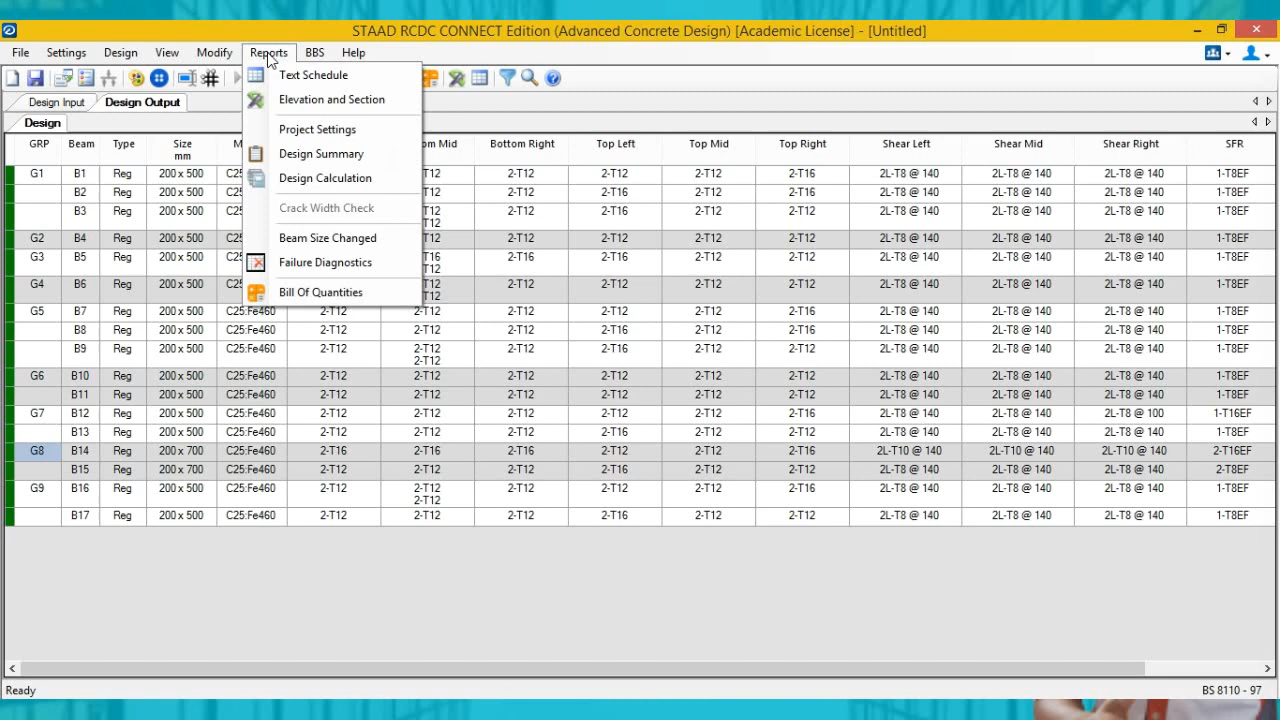 STAAD RCDC CONNECT Edition (Advanced Concrete Design) [Academic License] - [Untitled]
File Settings Design View Modify Reports BBS Help
Text Schedule
Elevation and Section
Project Settings
Design Summary
Design Calculation
Crack Width Check
Beam Size Changed
Failure Diagnostics
Bill Of Quantities
Design Input Design Output
Design
GRP Beam Type Size mm Bottom Right Top Left Top Mid Top Right Shear Left Shear Mid Shear Right SFR
G1 B1 Reg 200 x 500 2-T12 2-T12 2-T12 2-T16 2L-T8 @ 140 2L-T8 @ 140 2L-T8 @ 140 1-T8EF
B2 Reg 200 x 500 2-T12 2-T12 2-T12 2-T16 2L-T8 @ 140 2L-T8 @ 140 2L-T8 @ 140 1-T8EF
B3 Reg 200 x 500 2-T12 2-T16 2-T12 2-T12 2L-T8 @ 140 2L-T8 @ 140 2L-T8 @ 140 1-T8EF
G2 B4 Reg 200 x 500 2-T12 2-T12 2-T12 2-T12 2L-T8 @ 140 2L-T8 @ 140 2L-T8 @ 140 1-T8EF
G3 B5 Reg 200 x 500 2-T12 2-T12 2-T12 2-T12 2L-T8 @ 140 2L-T8 @ 140 2L-T8 @ 140 1-T8EF
G4 B6 Reg 200 x 500 2-T12 2-T12 2-T12 2-T12 2L-T8 @ 140 2L-T8 @ 140 2L-T8 @ 140 1-T8EF
G5 B7 Reg 200 x 500 C25:Fe460 2-T12 2-T12 2-T12 2-T12 2-T12 2-T16 2L-T8 @ 140 2L-T8 @ 140 2L-T8 @ 140 1-T8EF
B8 Reg 200 x 500 C25:Fe460 2-T12 2-T12 2-T12 2-T16 2-T12 2-T16 2L-T8 @ 140 2L-T8 @ 140 2L-T8 @ 140 1-T8EF
B9 Reg 200 x 500 C25:Fe460 2-T12 2-T12 2-T12 2-T16 2-T12 2-T12 2L-T8 @ 140 2L-T8 @ 140 2L-T8 @ 140 1-T8EF
2-T12
G6 B10 Reg 200 x 500 C25:Fe460 2-T12 2-T12 2-T12 2-T12 2-T12 2-T16 2L-T8 @ 140 2L-T8 @ 140 2L-T8 @ 140 1-T8EF
B11 Reg 200 x 500 C25:Fe460 2-T12 2-T12 2-T12 2-T16 2-T12 2-T12 2L-T8 @ 140 2L-T8 @ 140 2L-T8 @ 140 1-T8EF
G7 B12 Reg 200 x 500 C25:Fe460 2-T12 2-T12 2-T12 2-T12 2-T12 2-T16 2L-T8 @ 140 2L-T8 @ 140 2L-T8 @ 100 1-T16EF
B13 Reg 200 x 500 C25:Fe460 2-T12 2-T12 2-T12 2-T16 2-T12 2-T12 2L-T8 @ 140 2L-T8 @ 140 2L-T8 @ 140 1-T8EF
G8 B14 Reg 200 x 700 C25:Fe460 2-T16 2-T16 2-T16 2-T12 2-T12 2-T16 2L-T10 @ 140 2L-T10 @ 140 2L-T10 @ 140 2-T16EF
B15 Reg 200 x 700 C25:Fe460 2-T12 2-T12 2-T12 2-T16 2-T12 2-T12 2L-T8 @ 140 2L-T8 @ 140 2L-T8 @ 140 2-T8EF
G9 B16 Reg 200 x 500 C25:Fe460 2-T12 2-T12 2-T12 2-T12 2-T12 2-T16 2L-T8 @ 140 2L-T8 @ 140 2L-T8 @ 140 1-T8EF
2-T12
B17 Reg 200 x 500 C25:Fe460 2-T12 2-T12 2-T12 2-T16 2-T12 2-T12 2L-T8 @ 140 2L-T8 @ 140 2L-T8 @ 140 1-T8EF
Ready BS 8110 - 97